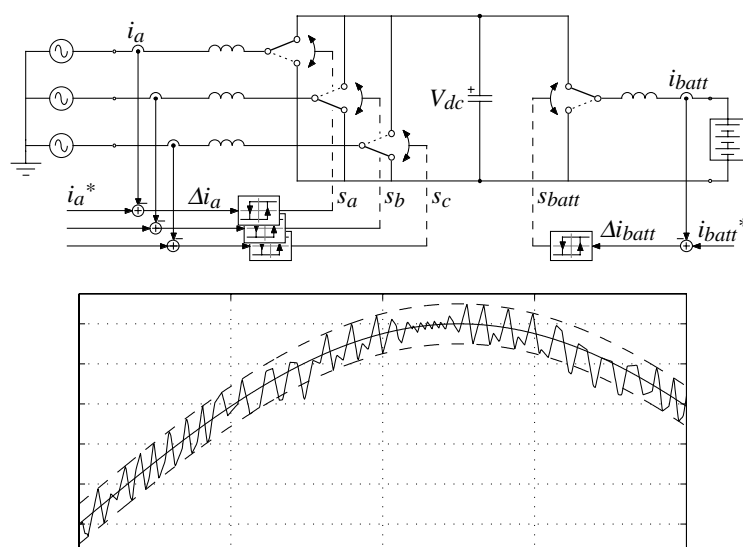 i_a
i_batt
V_dc
+
i_a* Δi_a s_a s_b s_c s_batt
Δi_batt i_batt*